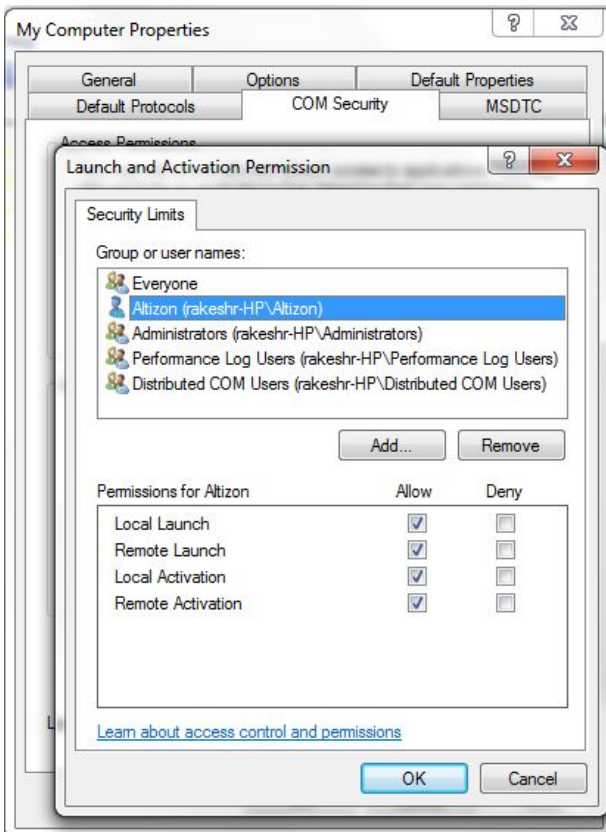 My Computer Properties
General Options Default Properties
Default Protocols COM Security MSDTC
Access Permissions
Launch and Activation Permission
Security Limits
Group or user names:
Everyone
Altizon (rakeshr-HP\Altizon)
Administrators (rakeshr-HP\Administrators)
Performance Log Users (rakeshr-HP\Performance Log Users)
Distributed COM Users (rakeshr-HP\Distributed COM Users)
Add... Remove
Permissions for Altizon Allow Deny
Local Launch
Remote Launch
Local Activation
Remote Activation
Learn about access control and permissions
OK Cancel